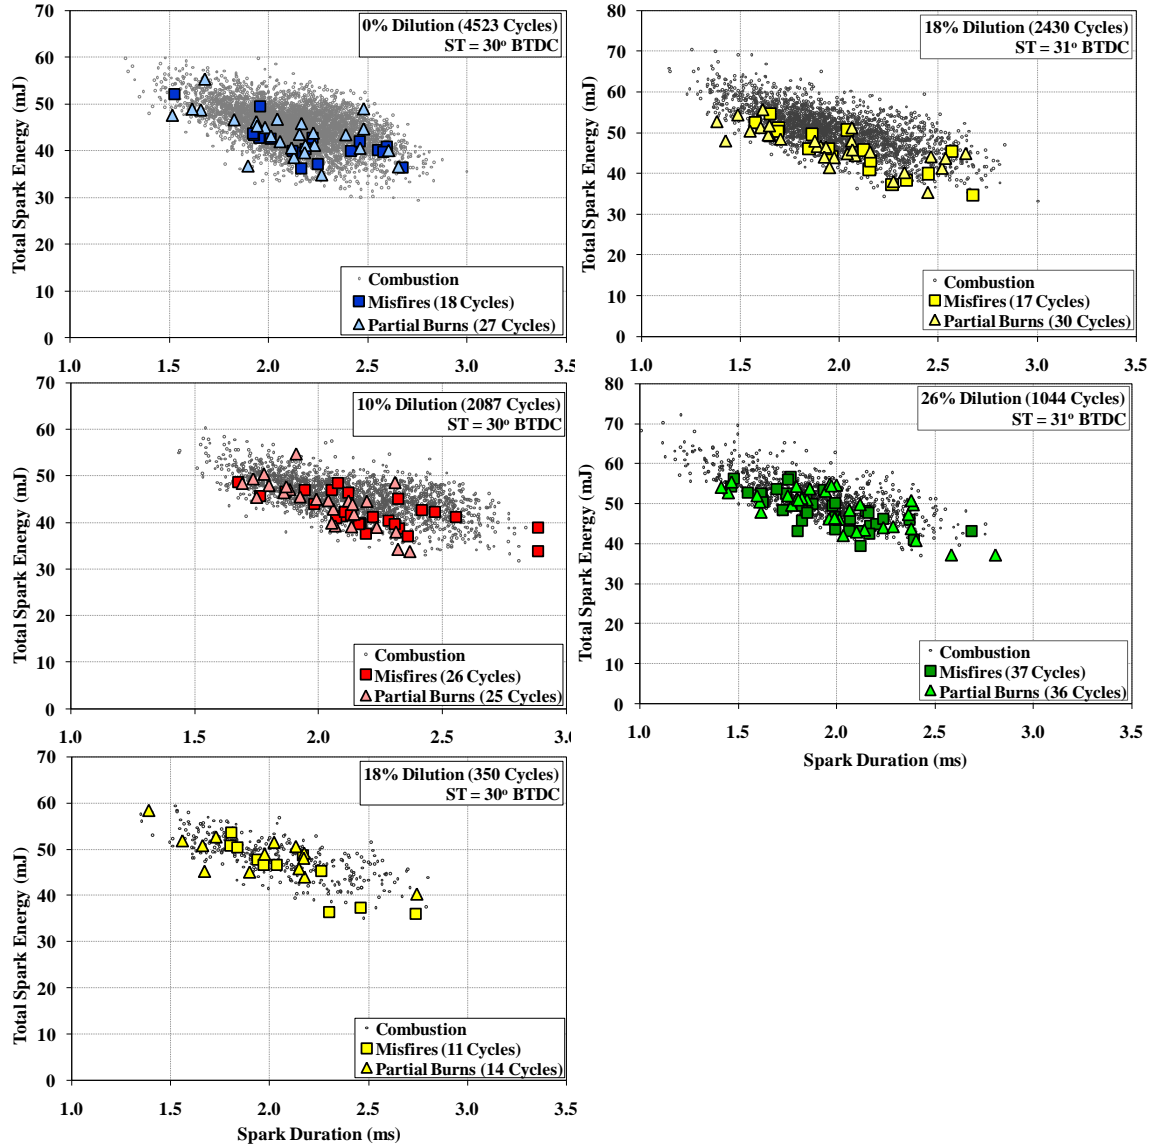 0% Dilution (4523 Cycles)
ST = 30º BTDC
Total Spark Energy (mJ)
70
60
50
40
30
20
10
0
Combustion
Misfires (18 Cycles)
Partial Burns (27 Cycles)
1.0
1.5
2.0
2.5
3.0
3.5
18% Dilution (2430 Cycles)
ST = 31º BTDC
Total Spark Energy (mJ)
80
70
60
50
40
30
20
10
0
Combustion
Misfires (17 Cycles)
Partial Burns (30 Cycles)
1.0
1.5
2.0
2.5
3.0
3.5
10% Dilution (2087 Cycles)
ST = 30º BTDC
Total Spark Energy (mJ)
70
60
50
40
30
20
10
0
Combustion
Misfires (26 Cycles)
Partial Burns (25 Cycles)
1.0
1.5
2.0
2.5
3.0
26% Dilution (1044 Cycles)
ST = 31º BTDC
Total Spark Energy (mJ)
80
70
60
50
40
30
20
10
0
Combustion
Misfires (37 Cycles)
Partial Burns (36 Cycles)
1.0
1.5
2.0
2.5
3.0
3.5
Spark Duration (ms)
18% Dilution (350 Cycles)
ST = 30º BTDC
Total Spark Energy (mJ)
70
60
50
40
30
20
10
0
Combustion
Misfires (11 Cycles)
Partial Burns (14 Cycles)
1.0
1.5
2.0
2.5
3.0
3.5
Spark Duration (ms)